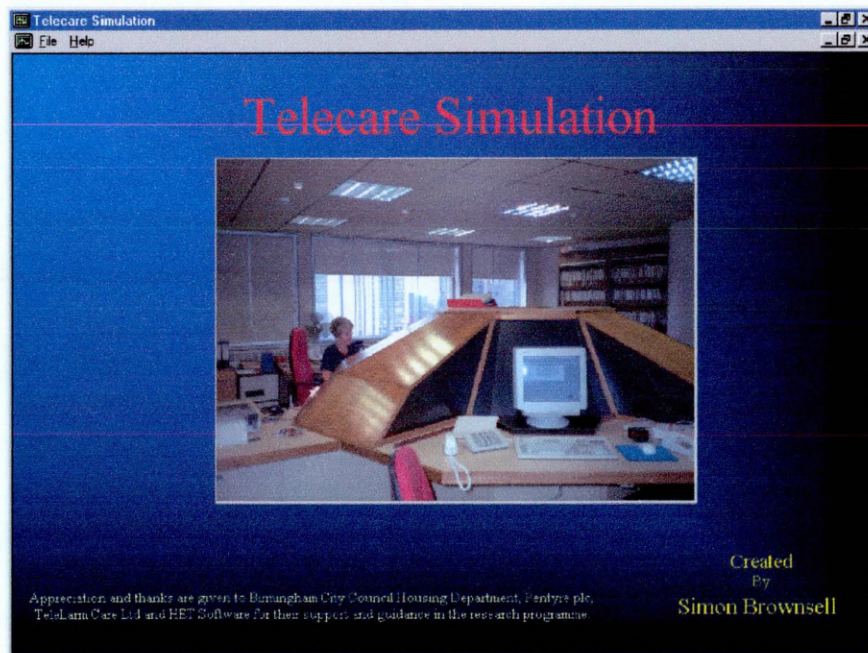 Telecare Simulation
File Help
Telecare Simulation
Created
By
Simon Brownsell
Appreciation and thanks are given to Birmingham City Council Housing Department, Pentyre plc,
TeleLarm Care Ltd and HET Software for their support and guidance in the research programme.